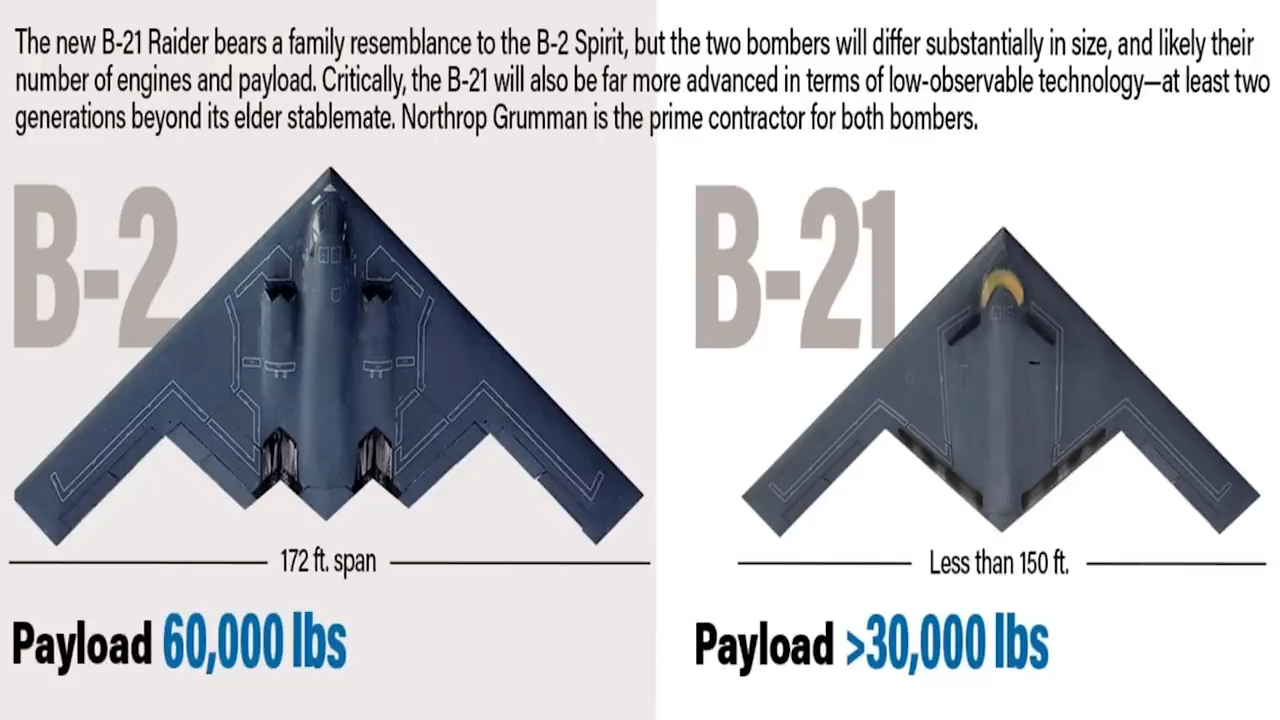 The new B-21 Raider bears a family resemblance to the B-2 Spirit, but the two bombers will differ substantially in size, and likely their
number of engines and payload. Critically, the B-21 will also be far more advanced in terms of low-observable technology—at least two
generations beyond its elder stablemate. Northrop Grumman is the prime contractor for both bombers.
B-2
B-21
172 ft. span
Less than 150 ft.
Payload 60,000 lbs
Payload >30,000 lbs